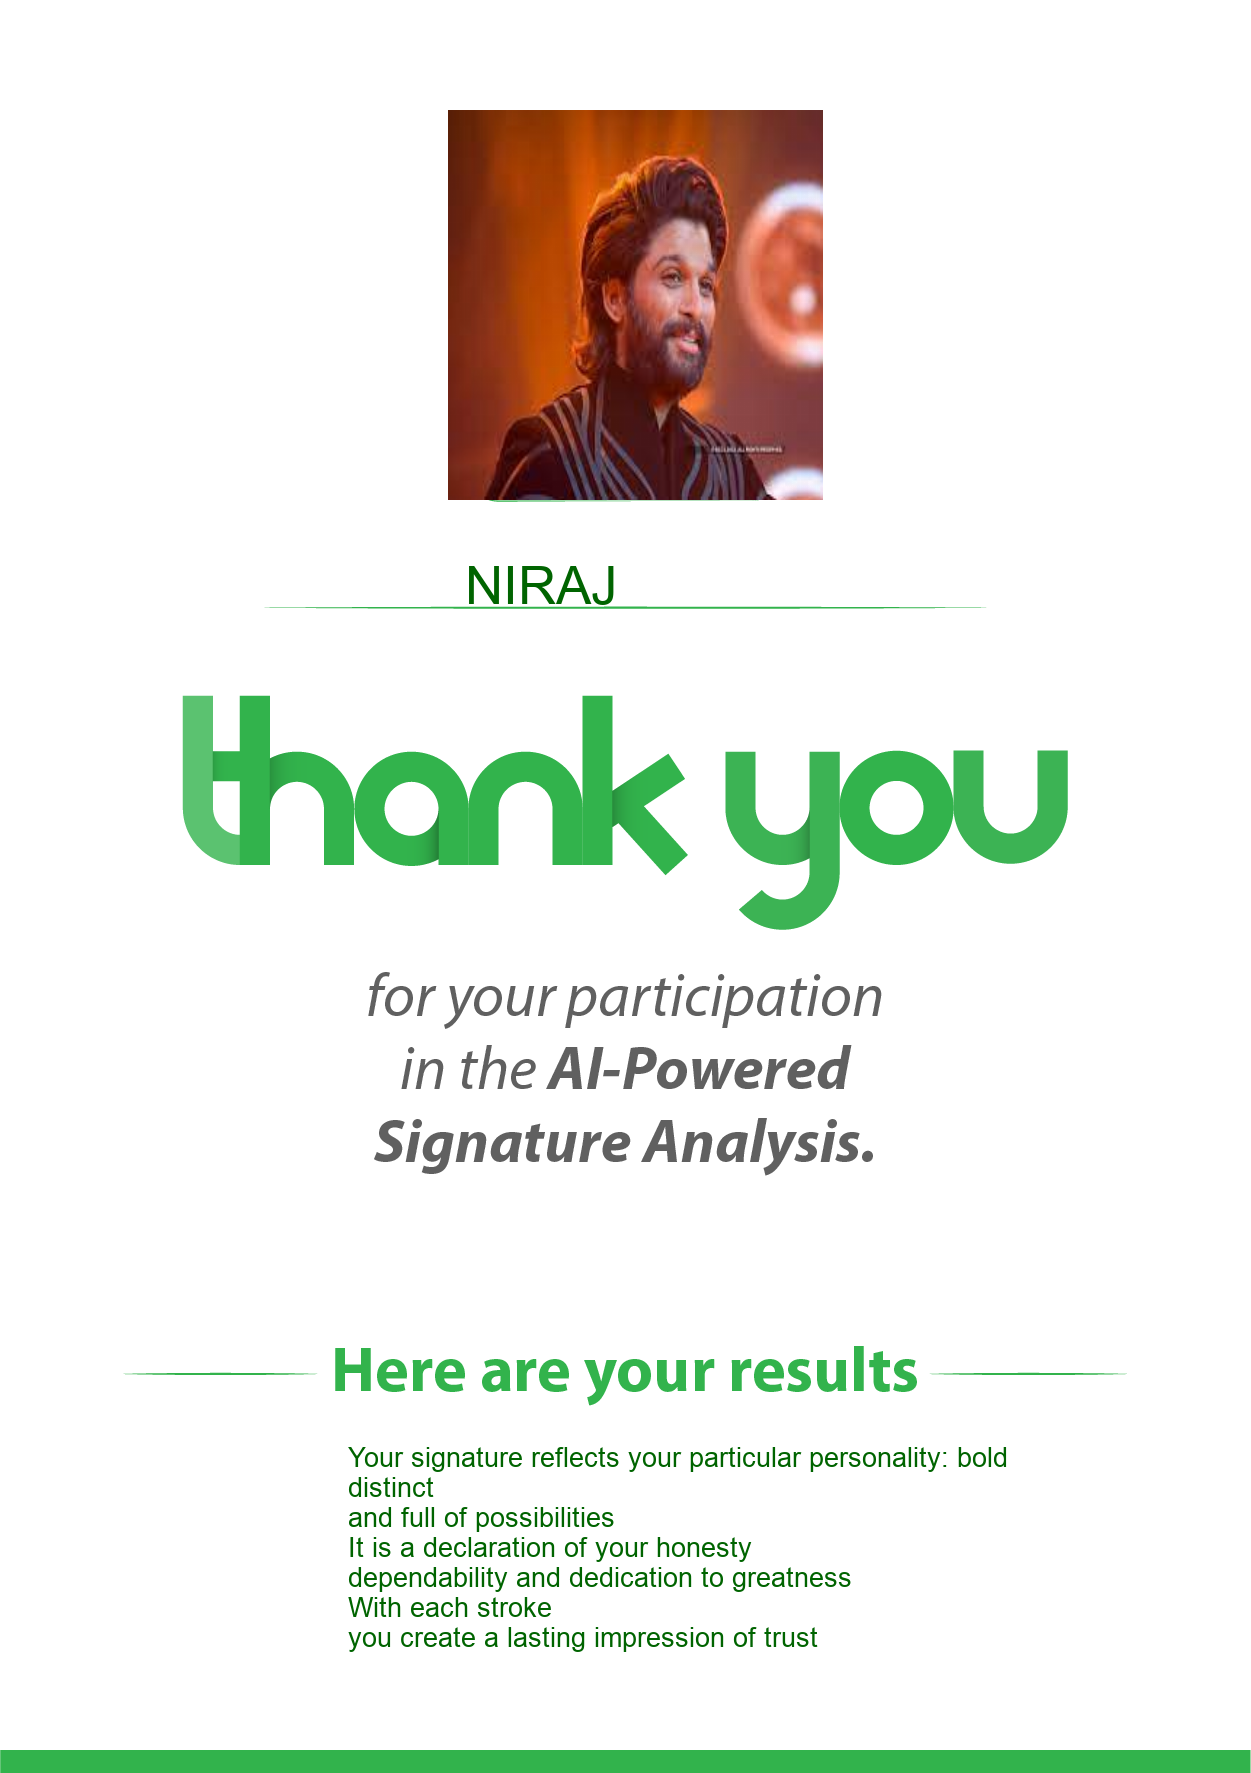 NIRAJ
thank you
for your participation
in the AI-Powered
Signature Analysis.
Here are your results
Your signature reflects your particular personality: bold
distinct
and full of possibilities
It is a declaration of your honesty
dependability and dedication to greatness
With each stroke
you create a lasting impression of trust